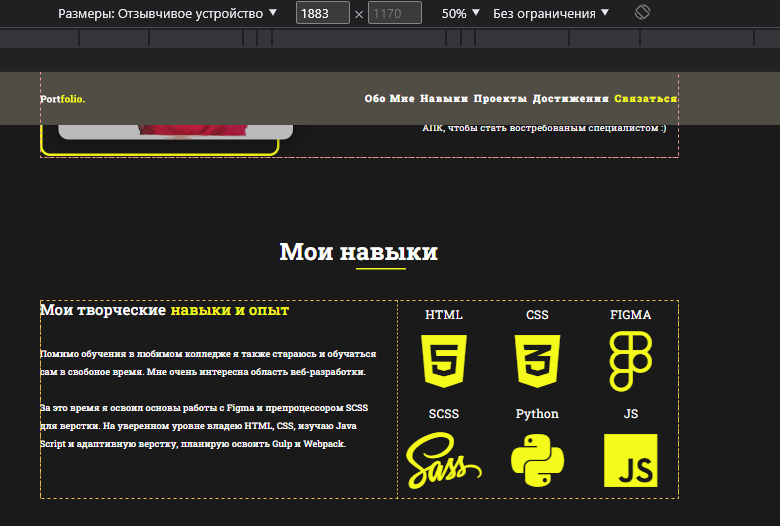 Размеры: Отзывчивое устройство ▼ 1883 × 1170 50% ▼ Без ограничения ▼
Portfolio. Обо Мне Навыки Проекты Достижения Связаться
АПК, чтобы стать востребованым специалистом :)
Мои навыки
Мои творческие навыки и опыт
HTML CSS FIGMA
Помимо обучения в любимом колледже я также стараюсь и обучаться
сам в свобоное время. Мне очень интересна область веб-разработки.
За это время я освоил основы работы с Figma и препроцессором SCSS
для верстки. На уверенном уровне владею HTML, CSS, изучаю Java
Script и адаптивную верстку, планирую освоить Gulp и Webpack.
SCSS Python JS
Sass JS